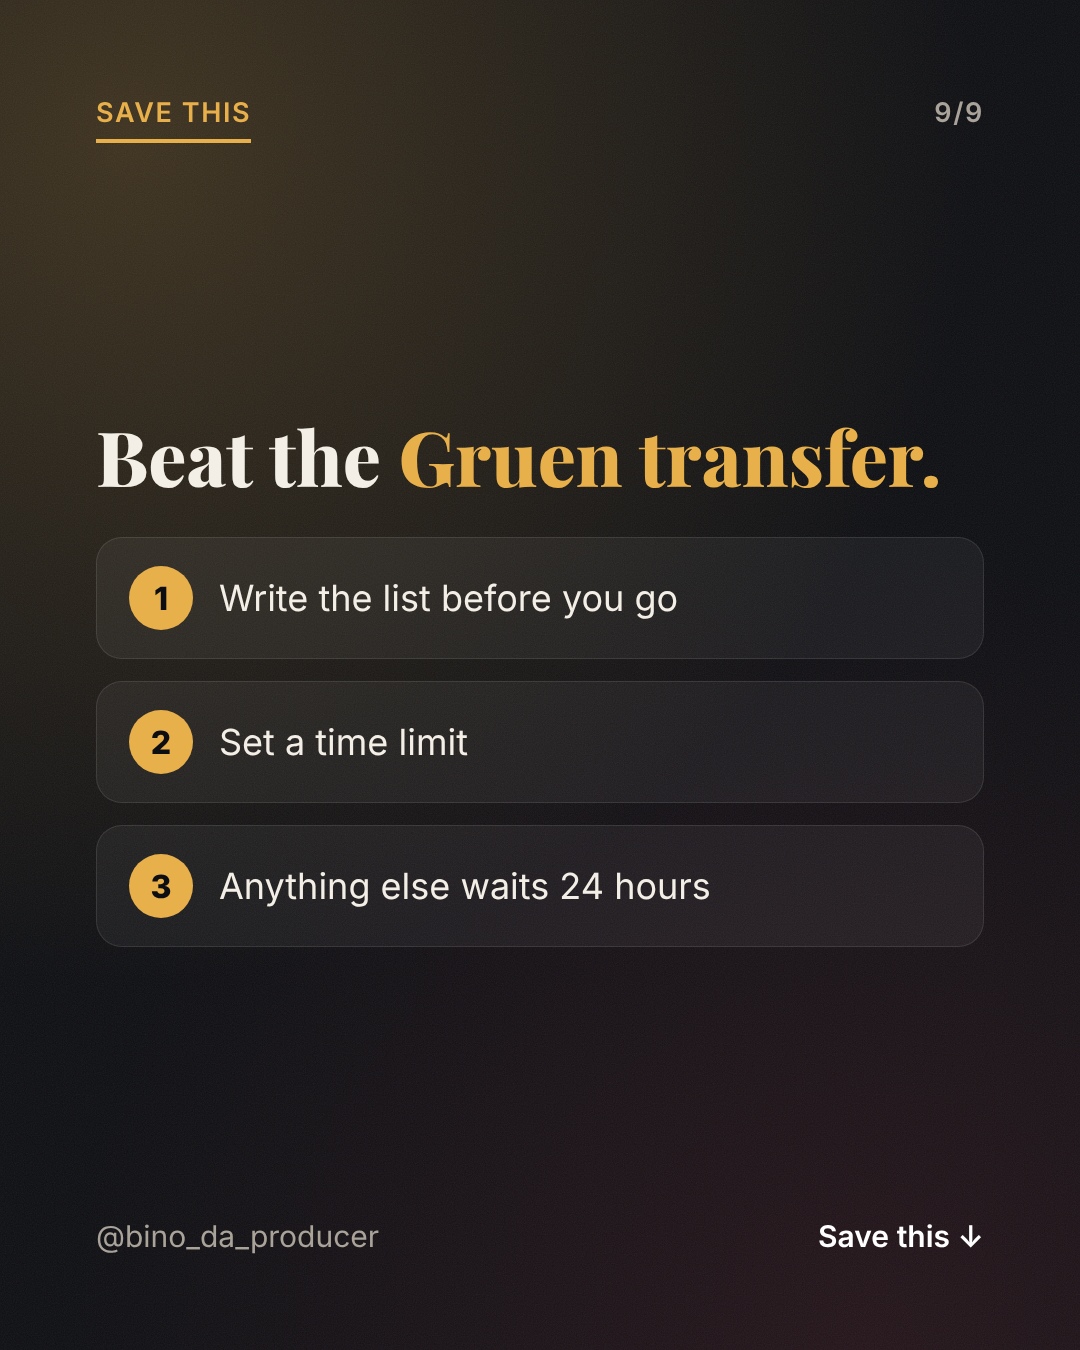 SAVE THIS
9/9
Beat the Gruen transfer.
1 Write the list before you go
2 Set a time limit
3 Anything else waits 24 hours
@bino_da_producer
Save this ↓